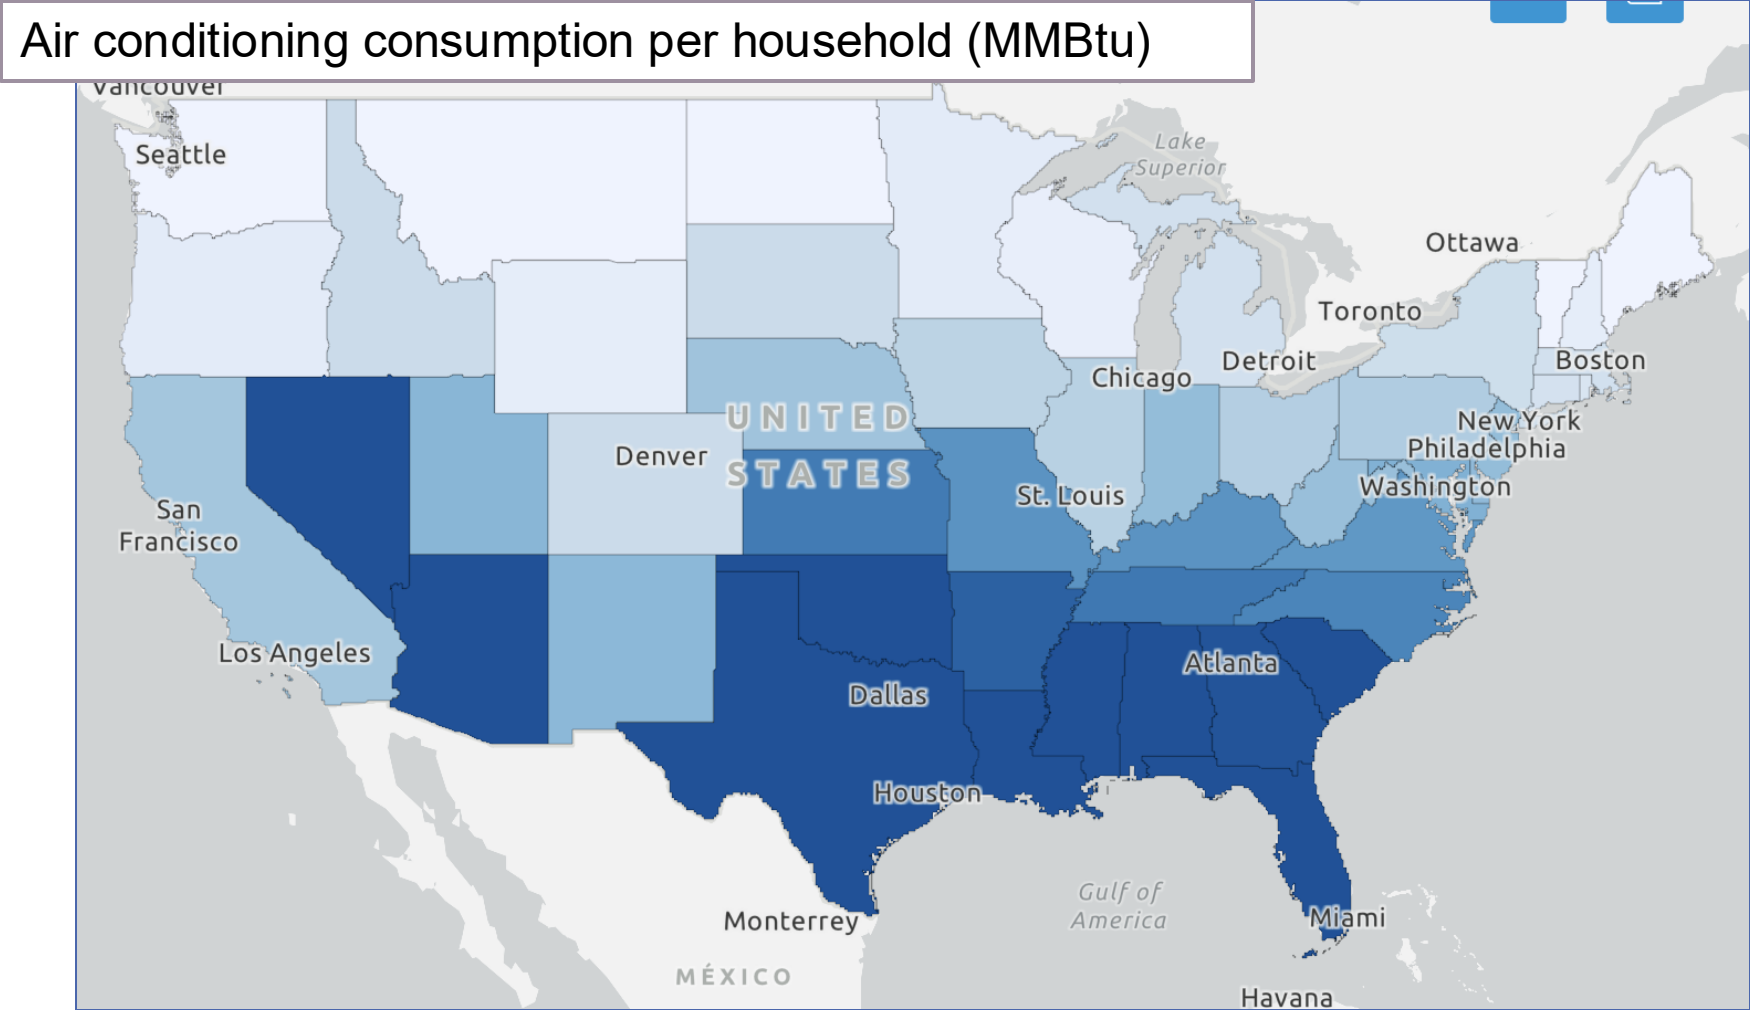 Air conditioning consumption per household (MMBtu)
Vancouver
Seattle
Lake
Superior
Ottawa
Toronto
Boston
Detroit
Chicago
UNITED
STATES
New York
Philadelphia
Denver
Washington
St. Louis
San
Francisco
Los Angeles
Atlanta
Dallas
Houston
Gulf of
America
Miami
Monterrey
MÉXICO
Havana